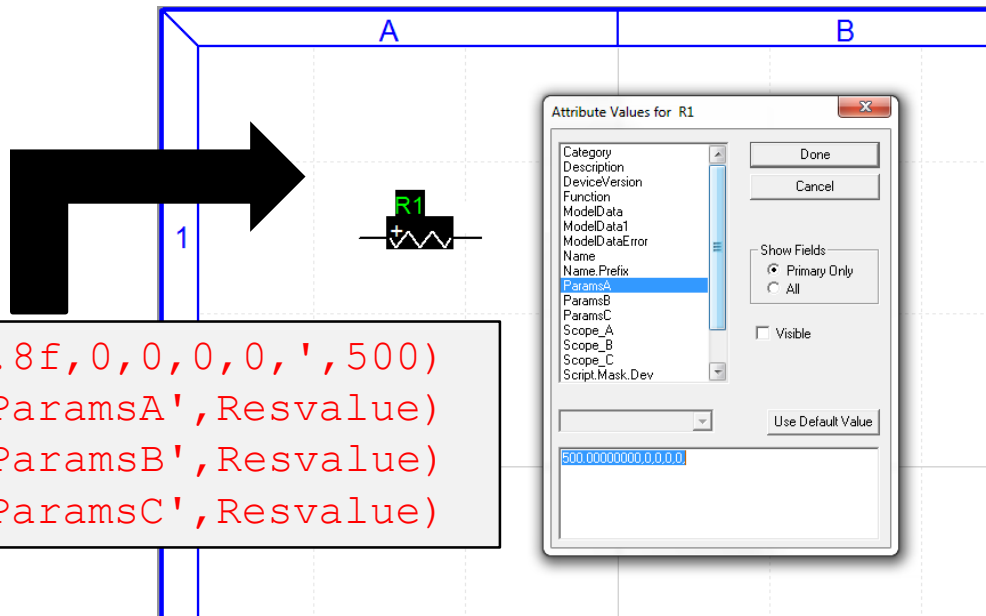 A
B
1
R1
+
.8f,0,0,0,0,',500)
ParamsA',Resvalue)
ParamsB',Resvalue)
ParamsC',Resvalue)
Attribute Values for R1
Category
Description
DeviceVersion
Function
ModelData
ModelData1
ModelDataError
Name
Name.Prefix
ParamsA
ParamsB
ParamsC
Scope_A
Scope_B
Scope_C
Script.Mask.Dev
Done
Cancel
Show Fields
Primary Only
All
Visible
Use Default Value
500.00000000,0,0,0,0,